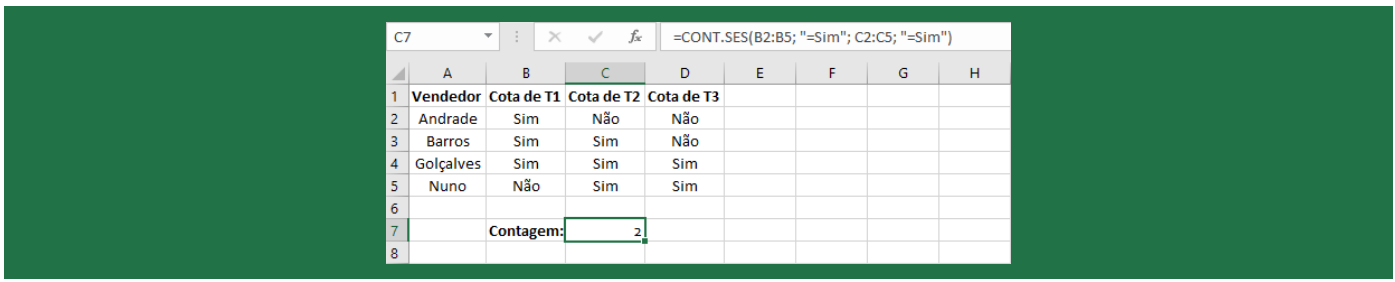 C7 fx =CONT.SES(B2:B5; "=Sim"; C2:C5; "=Sim")
A B C D E F G H
1 Vendedor Cota de T1 Cota de T2 Cota de T3
2 Andrade Sim Não Não
3 Barros Sim Sim Não
4 Golçalves Sim Sim Sim
5 Nuno Não Sim Sim
6
7 Contagem: 2
8